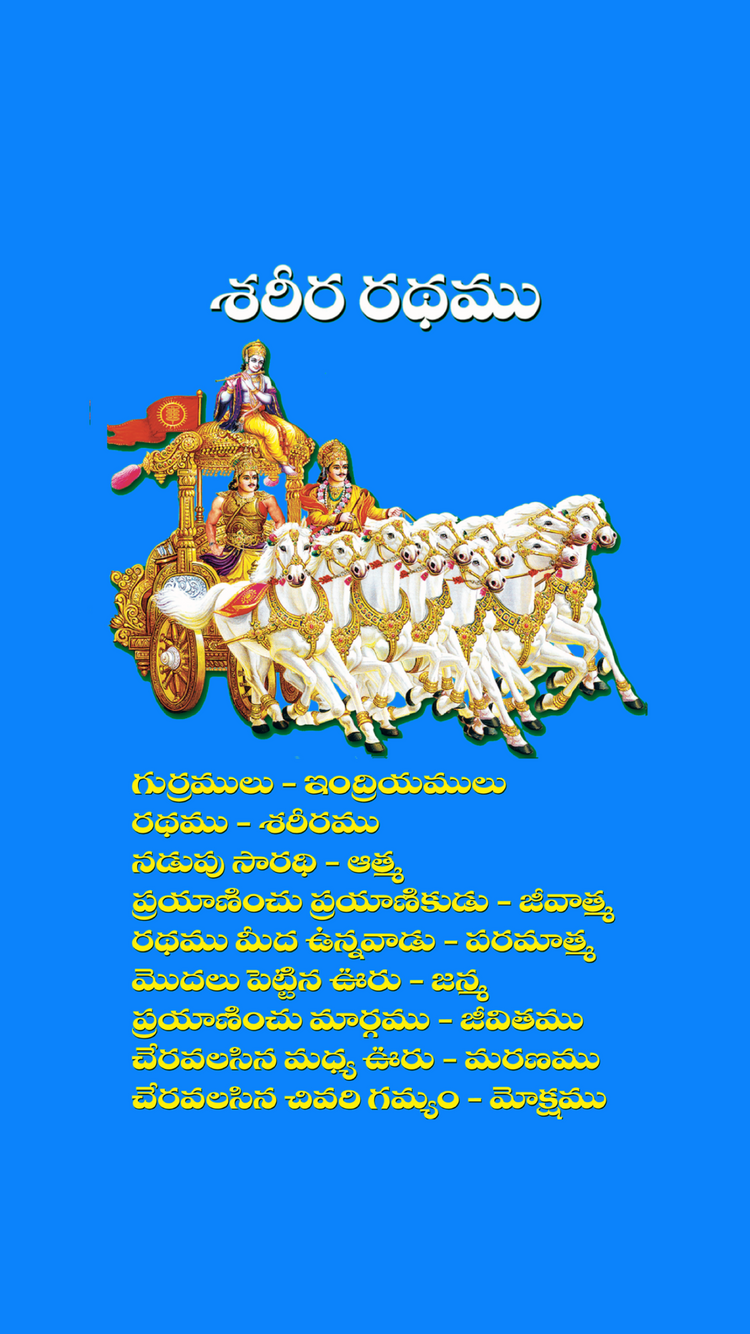 శరీర రథము
గుర్రములు - ఇంద్రియములు
రథము - శరీరము
నడుపు సారథి - ఆత్మ
ప్రయాణించు ప్రయాణికుడు - జీవాత్మ
రథము మీద ఉన్నవాడు - పరమాత్మ
మొదలు పెట్టిన ఊరు - జన్మ
ప్రయాణించు మార్గము - జీవితము
చేరవలసిన మధ్య ఊరు - మరణము
చేరవలసిన చివరి గమ్యం - మోక్షము